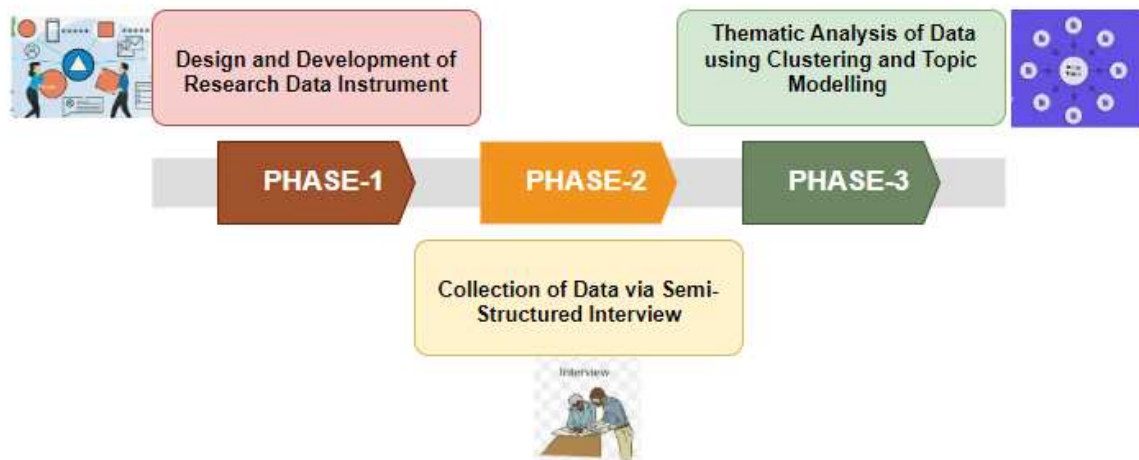 Design and Development of
Research Data Instrument
Thematic Analysis of Data
using Clustering and Topic
Modelling
PHASE-1
PHASE-2
PHASE-3
Collection of Data via Semi-
Structured Interview
Interview